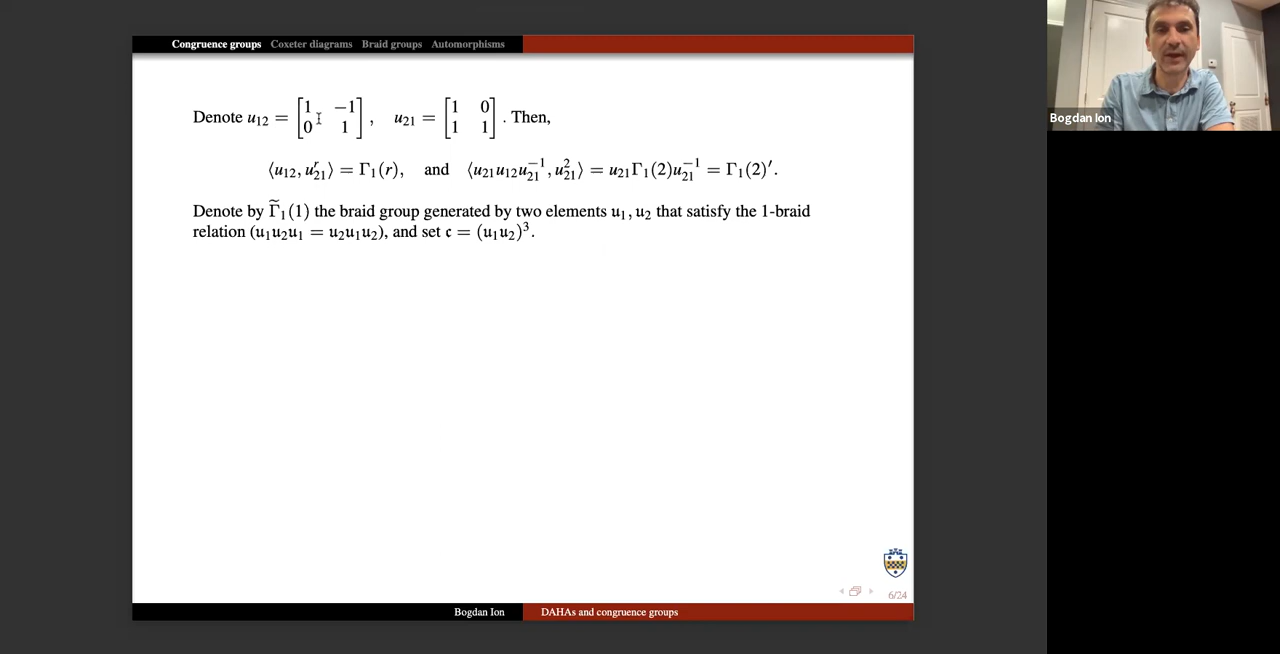 Congruence groups Coxeter diagrams Braid groups Automorphisms
Denote u₁₂ = [1 −1; 0 1], u₂₁ = [1 0; 1 1]. Then,
⟨u₁₂, u₂₁ʳ⟩ = Γ₁(r), and ⟨u₂₁u₁₂u₂₁⁻¹, u₂₁²⟩ = u₂₁Γ₁(2)u₂₁⁻¹ = Γ₁(2)′.
Denote by Γ̃₁(1) the braid group generated by two elements 𝔲₁, 𝔲₂ that satisfy the 1-braid
relation (𝔲₁𝔲₂𝔲₁ = 𝔲₂𝔲₁𝔲₂), and set 𝔠 = (𝔲₁𝔲₂)³.
6/24
Bogdan Ion DAHAs and congruence groups
Bogdan Ion